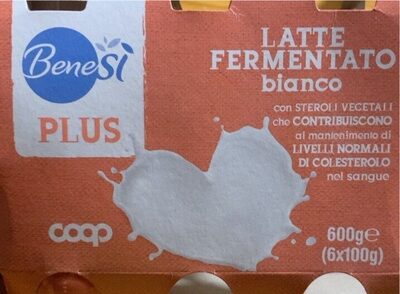 BeneSì
PLUS
coop
LATTE
FERMENTATO
bianco
con STEROLI VEGETALI
che CONTRIBUISCONO
al mantenimento di
LIVELLI NORMALI
DI COLESTEROLO
nel sangue
600g℮
(6x100g)